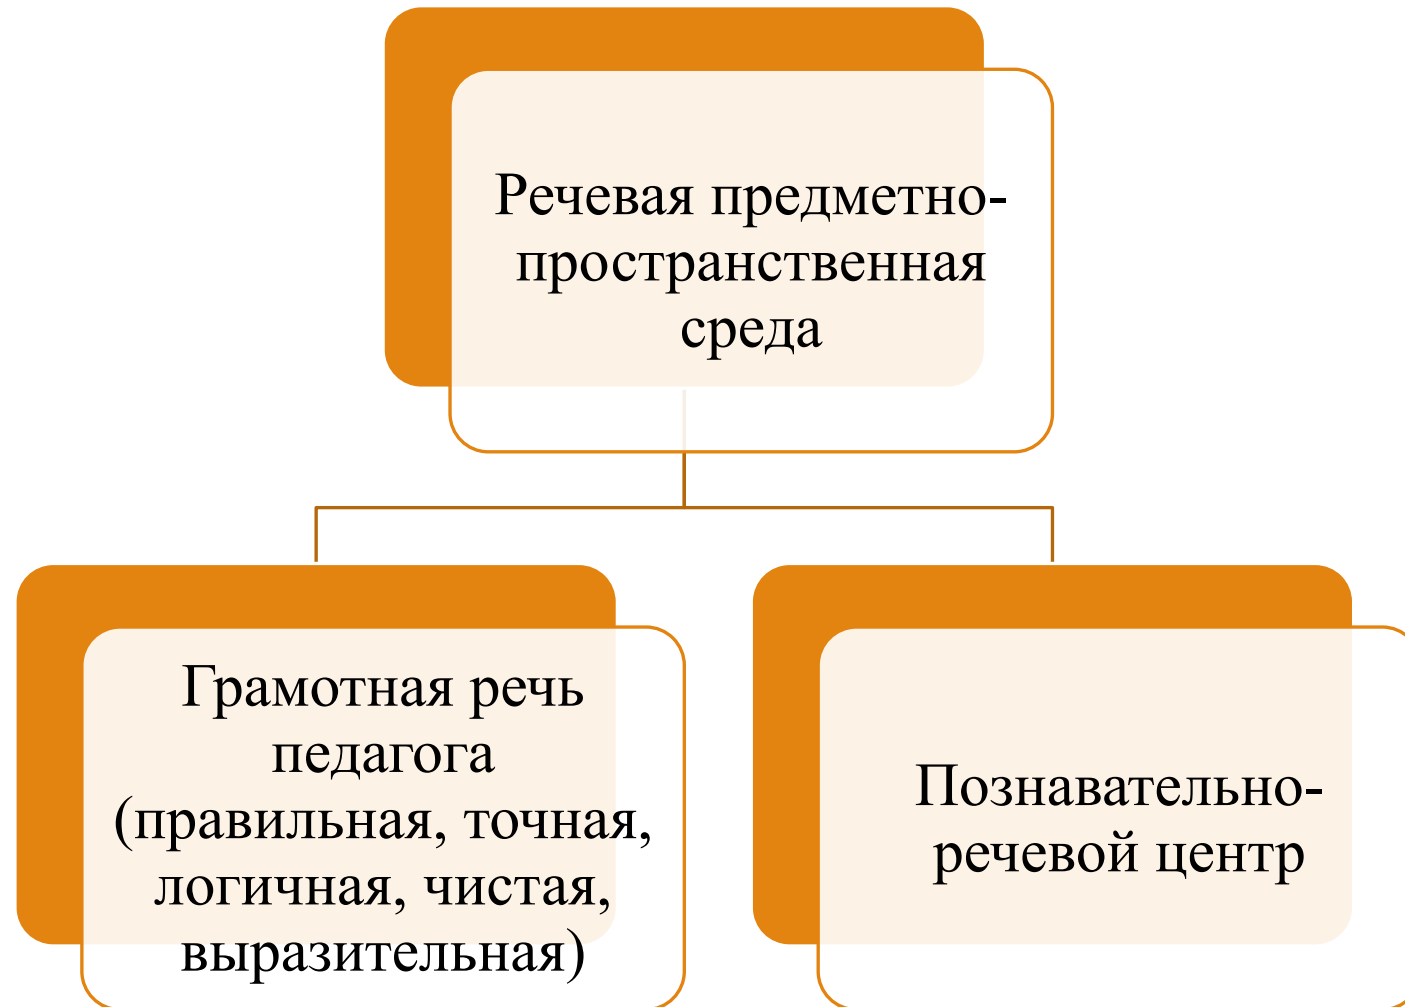 Речевая предметно-
пространственная
среда
Грамотная речь
педагога
(правильная, точная,
логичная, чистая,
выразительная)
Познавательно-
речевой центр